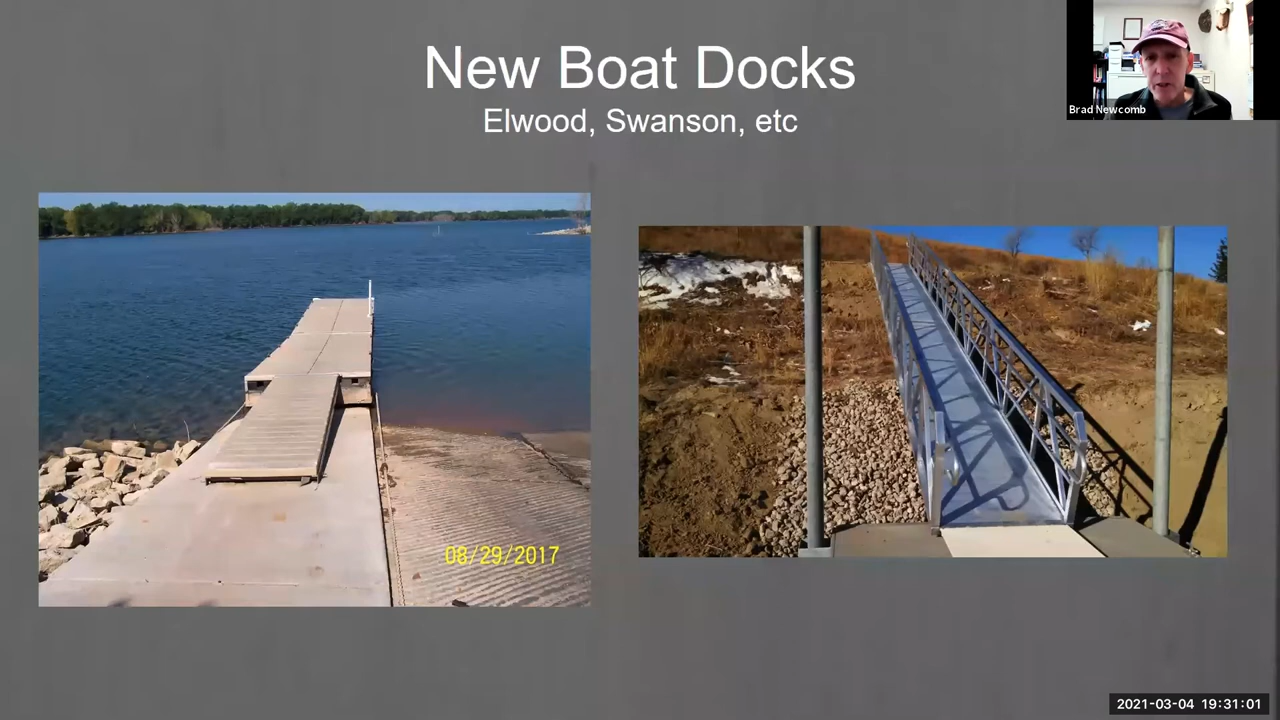 New Boat Docks
Elwood, Swanson, etc
Brad Newcomb
08/29/2017
2021-03-04 19:31:01